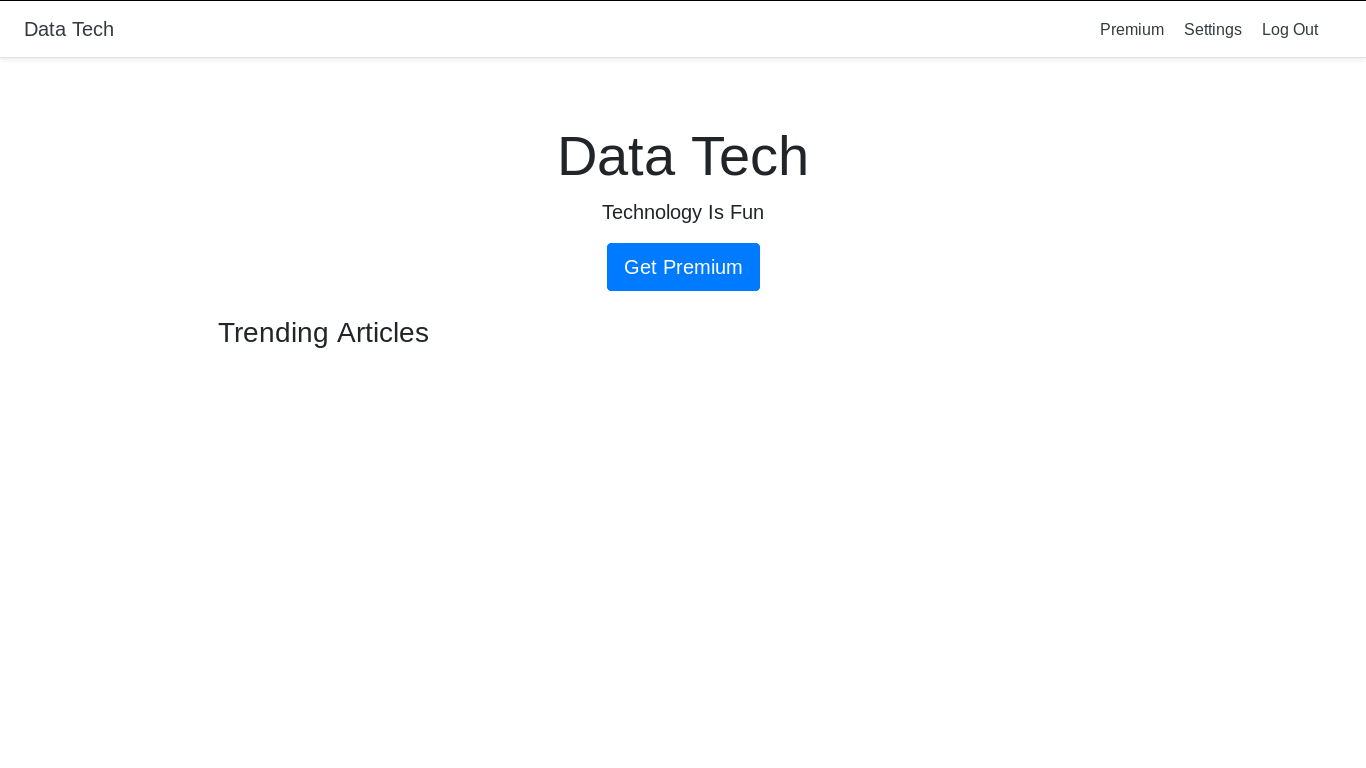 Data Tech
Premium Settings Log Out
Data Tech
Technology Is Fun
Get Premium
Trending Articles